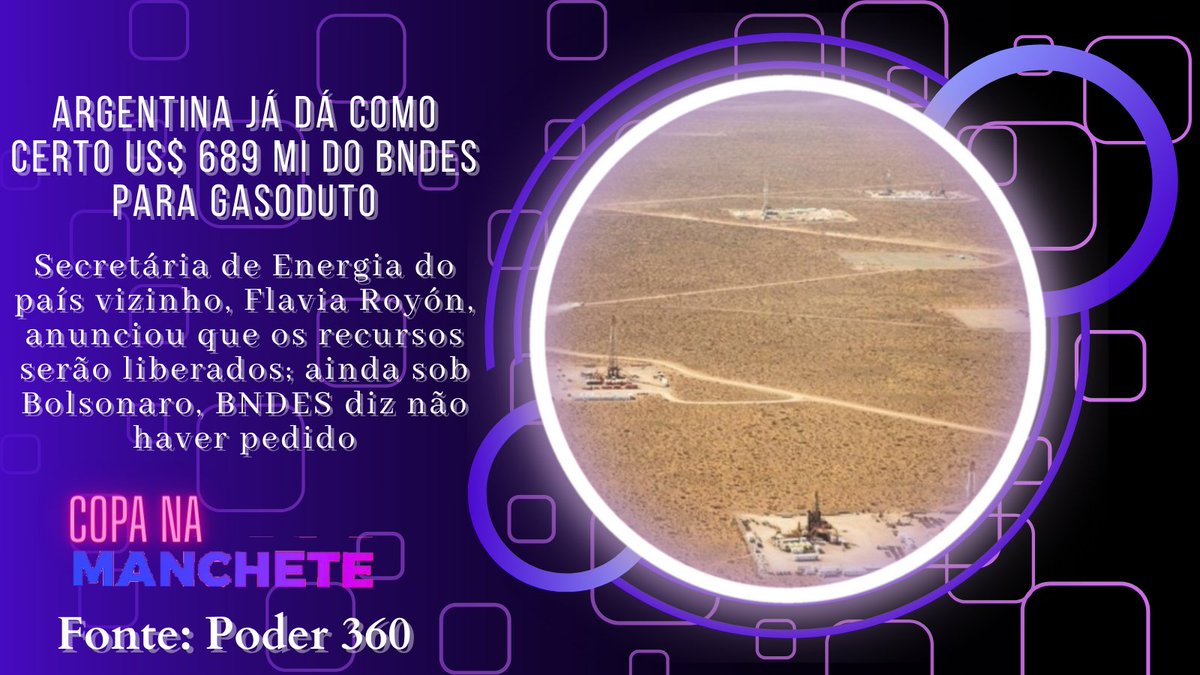 ARGENTINA JÁ DÁ COMO
CERTO US$ 689 MI DO BNDES
PARA GASODUTO
Secretária de Energia do
país vizinho, Flavia Royón,
anunciou que os recursos
serão liberados; ainda sob
Bolsonaro, BNDES diz não
haver pedido
COPA NA
MANCHETE
Fonte: Poder 360